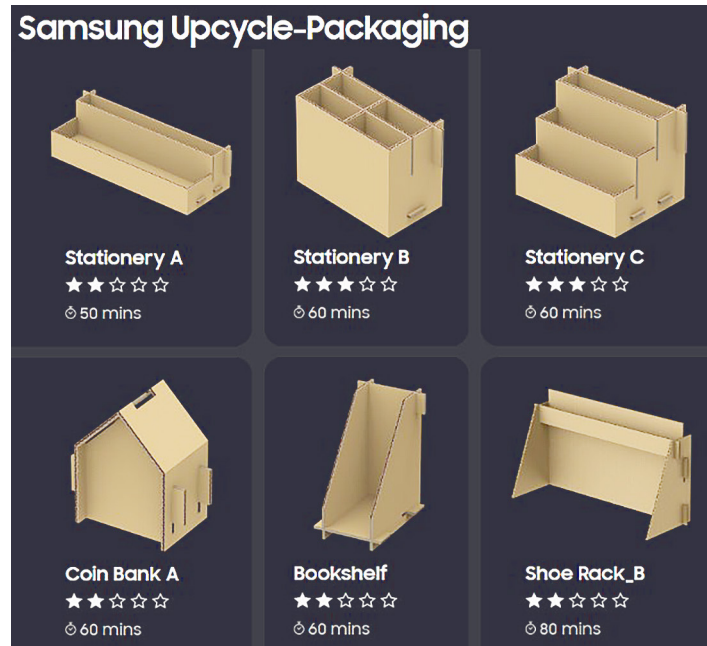 Samsung Upcycle-Packaging
Stationery A
50 mins
Stationery B
60 mins
Stationery C
60 mins
Coin Bank A
60 mins
Bookshelf
60 mins
Shoe Rack_B
80 mins